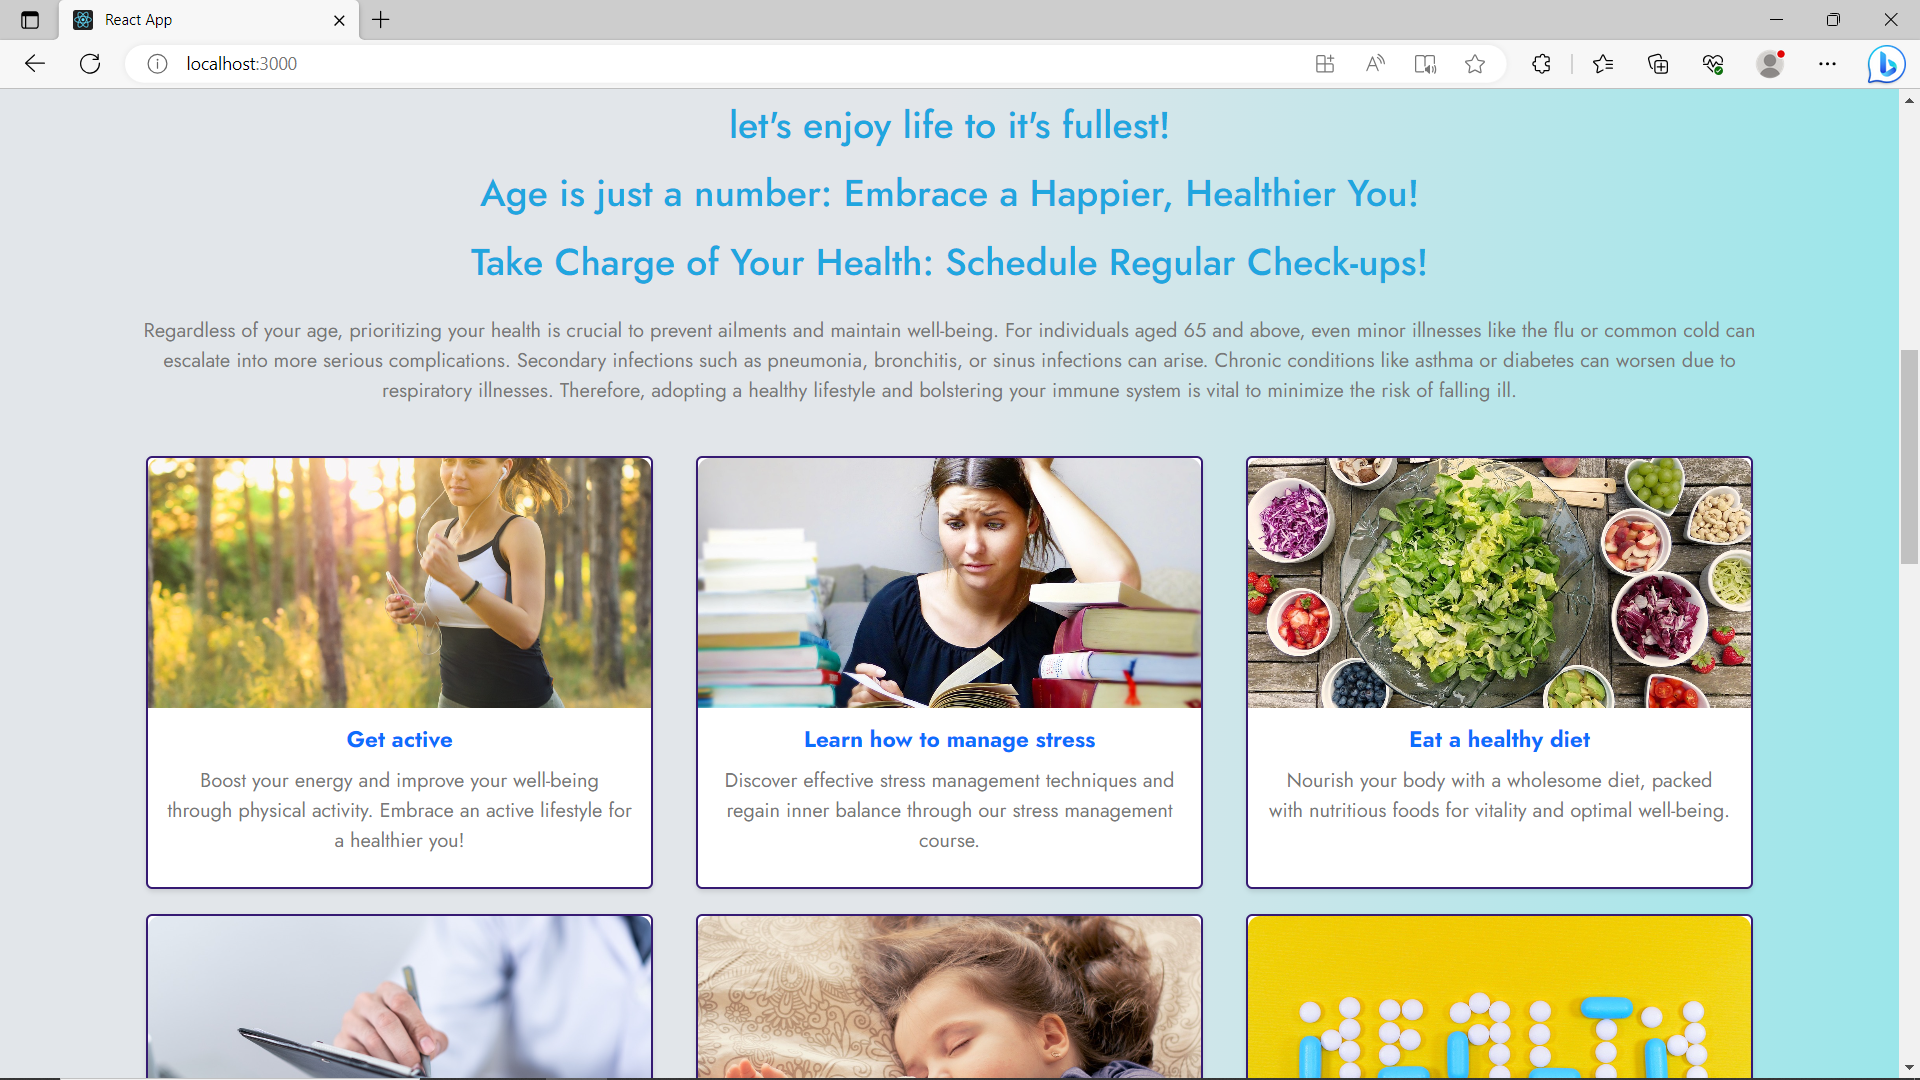 React App
localhost:3000
let's enjoy life to it's fullest!
Age is just a number: Embrace a Happier, Healthier You!
Take Charge of Your Health: Schedule Regular Check-ups!
Regardless of your age, prioritizing your health is crucial to prevent ailments and maintain well-being. For individuals aged 65 and above, even minor illnesses like the flu or common cold can
escalate into more serious complications. Secondary infections such as pneumonia, bronchitis, or sinus infections can arise. Chronic conditions like asthma or diabetes can worsen due to
respiratory illnesses. Therefore, adopting a healthy lifestyle and bolstering your immune system is vital to minimize the risk of falling ill.
Get active
Boost your energy and improve your well-being
through physical activity. Embrace an active lifestyle for
a healthier you!
Learn how to manage stress
Discover effective stress management techniques and
regain inner balance through our stress management
course.
Eat a healthy diet
Nourish your body with a wholesome diet, packed
with nutritious foods for vitality and optimal well-being.
HEALTH